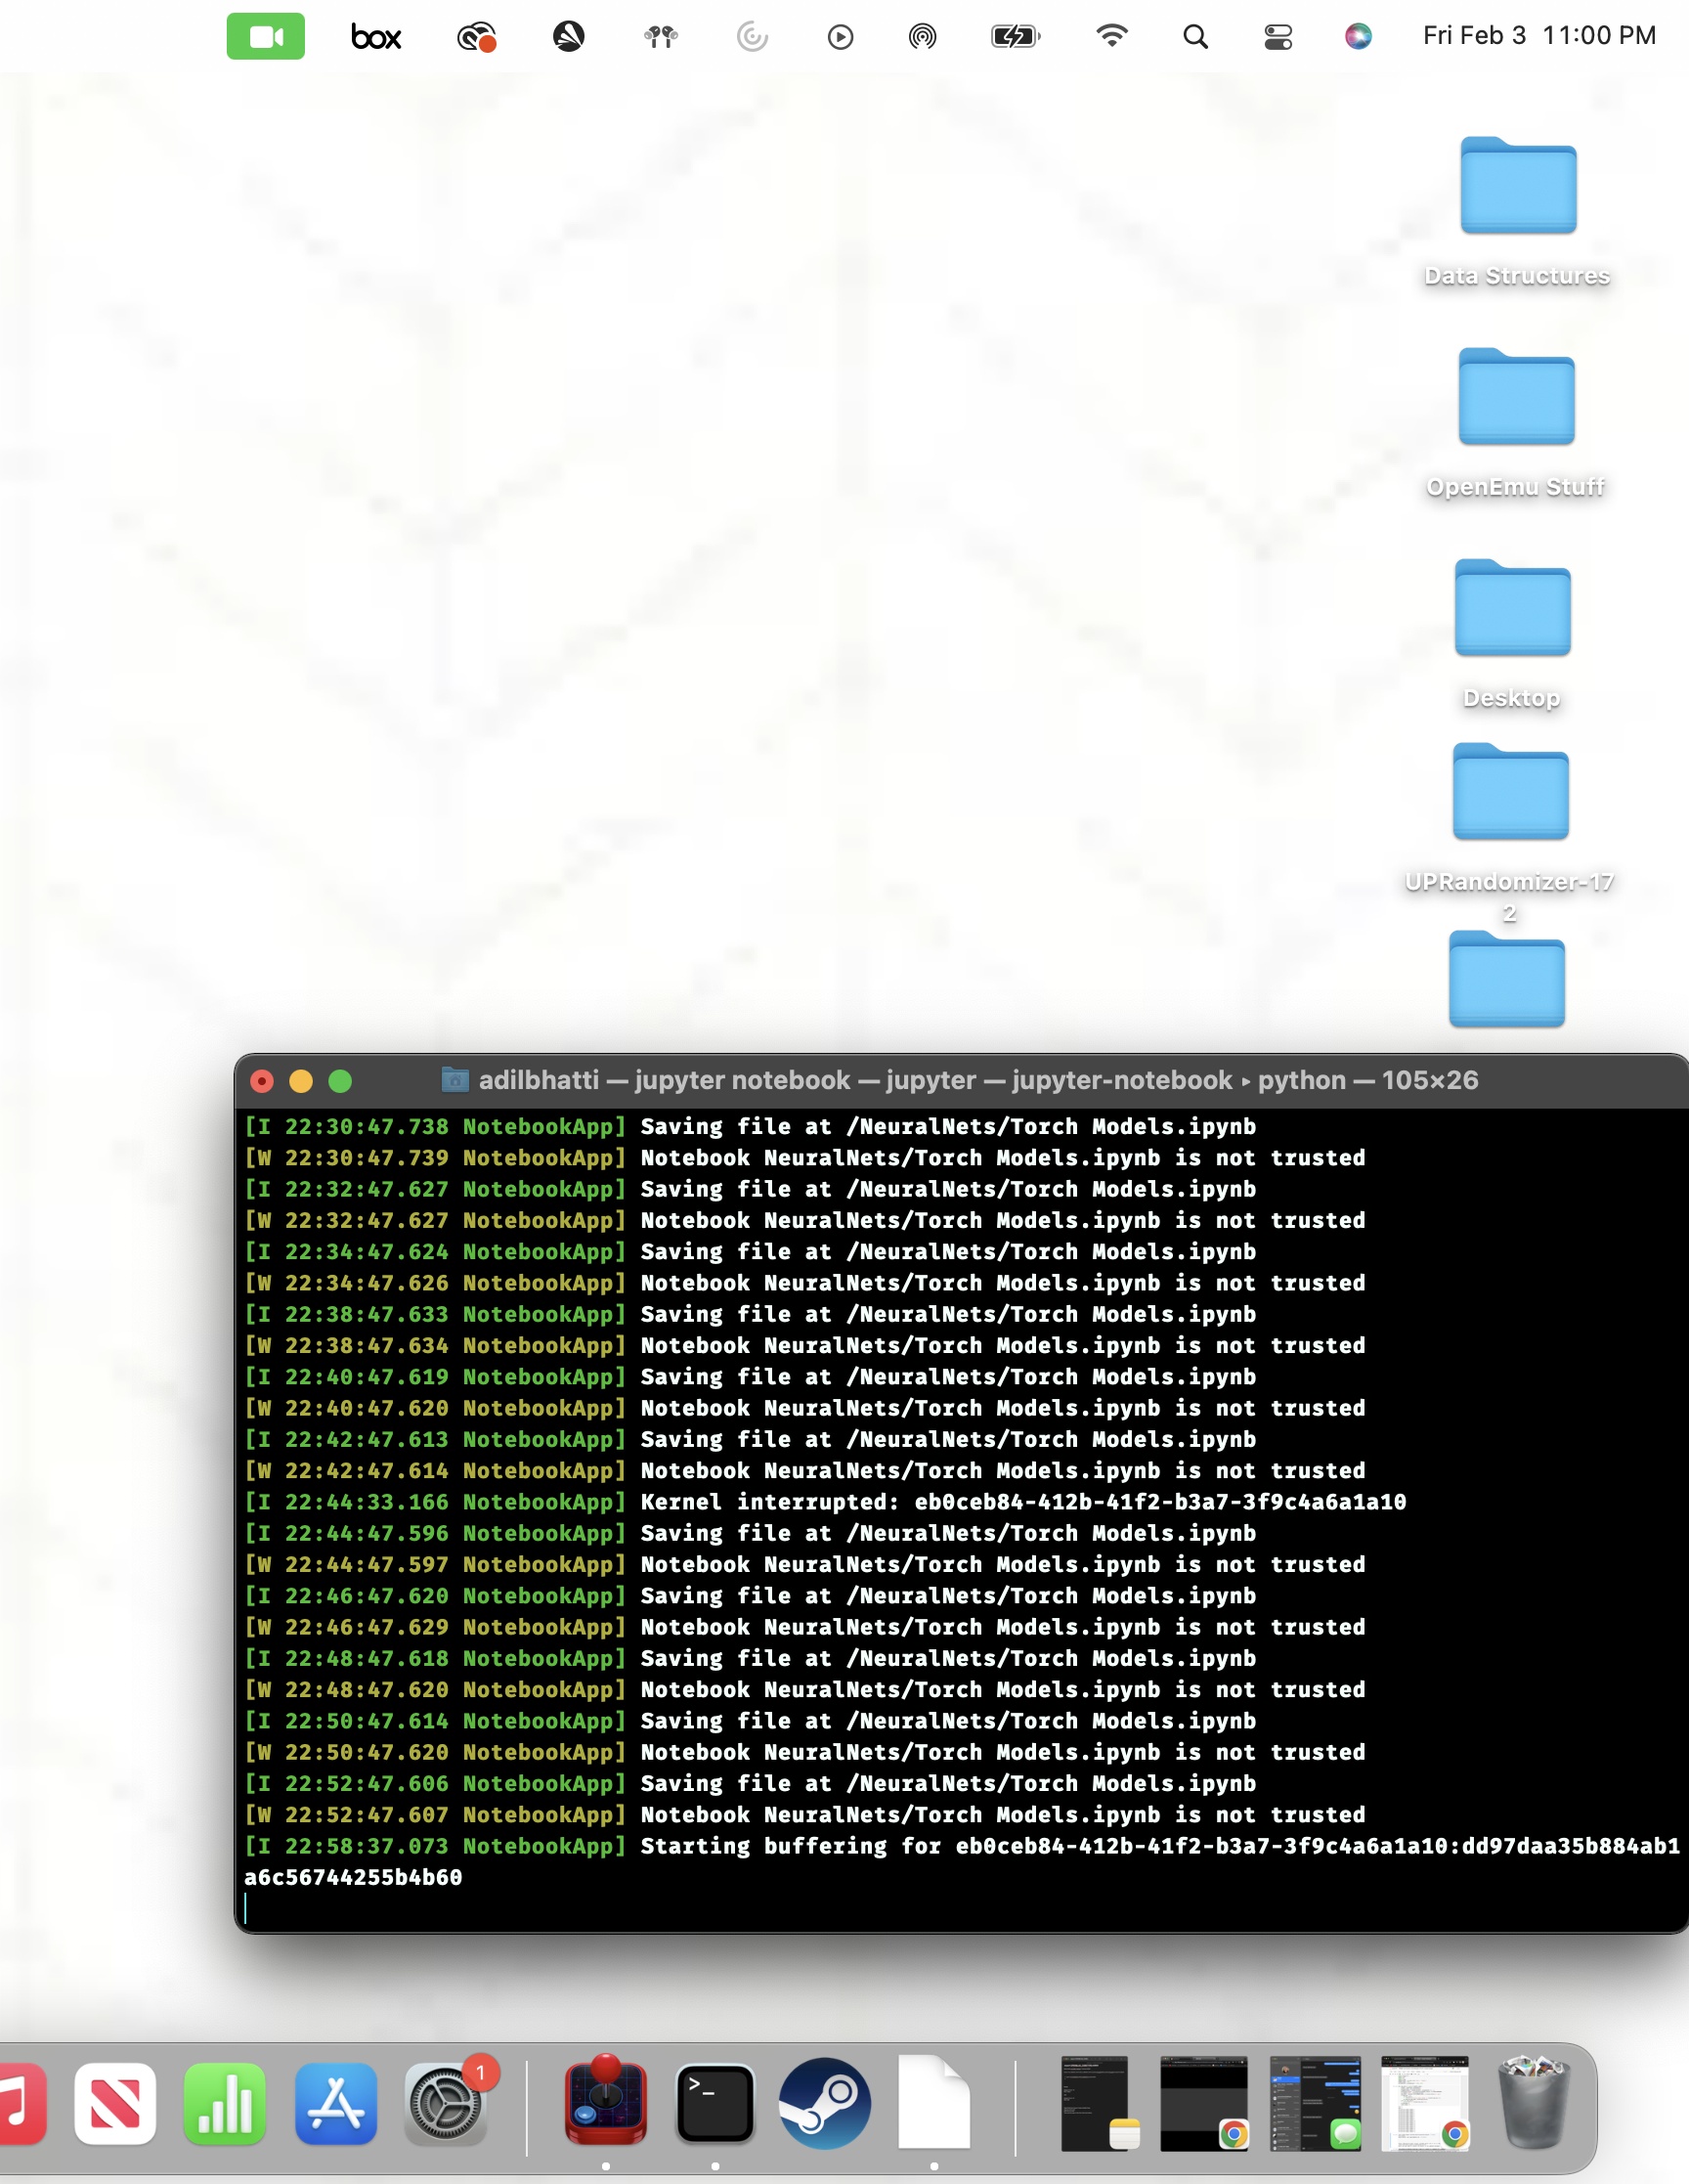 box
Fri Feb 3 11:00 PM
Data Structures
OpenEmu Stuff
Desktop
UPRandomizer-17
2
adilbhatti — jupyter notebook — jupyter — jupyter-notebook ▸ python — 105×26
[I 22:30:47.738 NotebookApp] Saving file at /NeuralNets/Torch Models.ipynb
[W 22:30:47.739 NotebookApp] Notebook NeuralNets/Torch Models.ipynb is not trusted
[I 22:32:47.627 NotebookApp] Saving file at /NeuralNets/Torch Models.ipynb
[W 22:32:47.627 NotebookApp] Notebook NeuralNets/Torch Models.ipynb is not trusted
[I 22:34:47.624 NotebookApp] Saving file at /NeuralNets/Torch Models.ipynb
[W 22:34:47.626 NotebookApp] Notebook NeuralNets/Torch Models.ipynb is not trusted
[I 22:38:47.633 NotebookApp] Saving file at /NeuralNets/Torch Models.ipynb
[W 22:38:47.634 NotebookApp] Notebook NeuralNets/Torch Models.ipynb is not trusted
[I 22:40:47.619 NotebookApp] Saving file at /NeuralNets/Torch Models.ipynb
[W 22:40:47.620 NotebookApp] Notebook NeuralNets/Torch Models.ipynb is not trusted
[I 22:42:47.613 NotebookApp] Saving file at /NeuralNets/Torch Models.ipynb
[W 22:42:47.614 NotebookApp] Notebook NeuralNets/Torch Models.ipynb is not trusted
[I 22:44:33.166 NotebookApp] Kernel interrupted: eb0ceb84-412b-41f2-b3a7-3f9c4a6a1a10
[I 22:44:47.596 NotebookApp] Saving file at /NeuralNets/Torch Models.ipynb
[W 22:44:47.597 NotebookApp] Notebook NeuralNets/Torch Models.ipynb is not trusted
[I 22:46:47.620 NotebookApp] Saving file at /NeuralNets/Torch Models.ipynb
[W 22:46:47.629 NotebookApp] Notebook NeuralNets/Torch Models.ipynb is not trusted
[I 22:48:47.618 NotebookApp] Saving file at /NeuralNets/Torch Models.ipynb
[W 22:48:47.620 NotebookApp] Notebook NeuralNets/Torch Models.ipynb is not trusted
[I 22:50:47.614 NotebookApp] Saving file at /NeuralNets/Torch Models.ipynb
[W 22:50:47.620 NotebookApp] Notebook NeuralNets/Torch Models.ipynb is not trusted
[I 22:52:47.606 NotebookApp] Saving file at /NeuralNets/Torch Models.ipynb
[W 22:52:47.607 NotebookApp] Notebook NeuralNets/Torch Models.ipynb is not trusted
[I 22:58:37.073 NotebookApp] Starting buffering for eb0ceb84-412b-41f2-b3a7-3f9c4a6a1a10:dd97daa35b884ab1
a6c56744255b4b60
1
>_